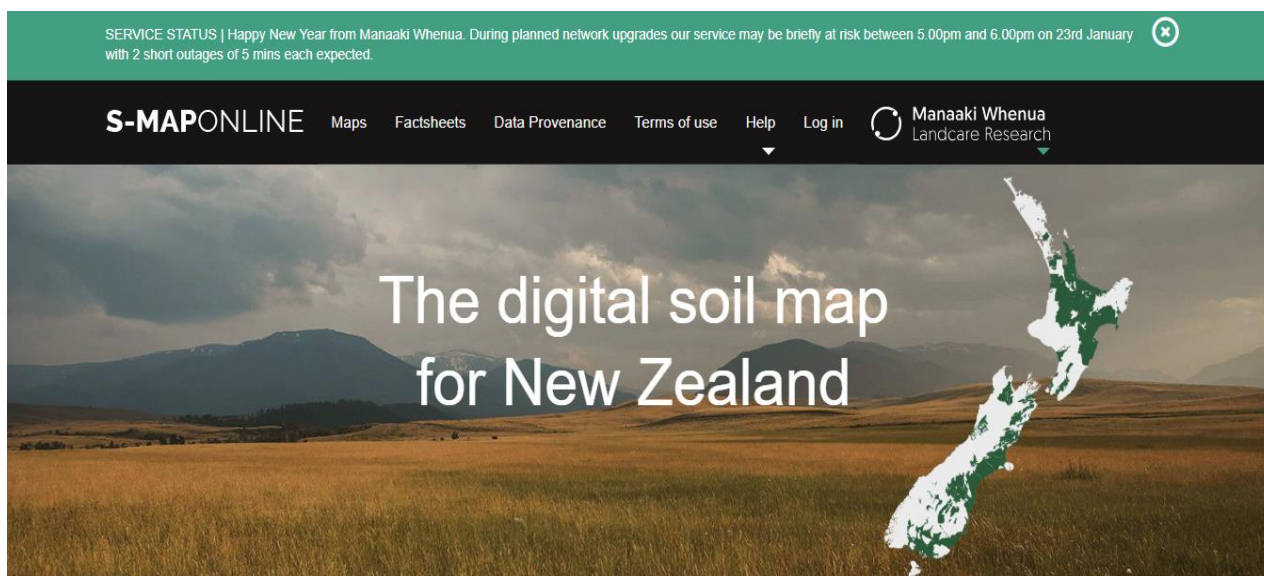 SERVICE STATUS | Happy New Year from Manaaki Whenua. During planned network upgrades our service may be briefly at risk between 5.00pm and 6.00pm on 23rd January
with 2 short outages of 5 mins each expected.
S-MAPONLINE Maps Factsheets Data Provenance Terms of use Help Log in Manaaki Whenua
Landcare Research
The digital soil map
for New Zealand